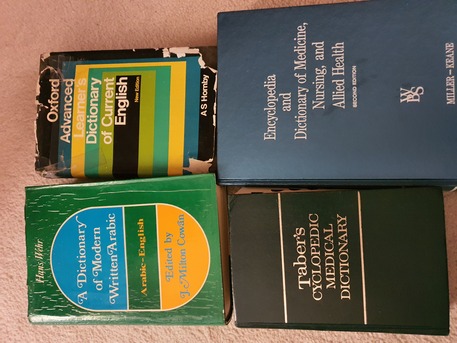 Oxford
Advanced
Learner's
Dictionary
of Current
English
New Edition
A S Hornby
Encyclopedia
and
Dictionary of Medicine,
Nursing, and
Allied Health
SECOND EDITION
WBS
MILLER-KEANE
Hans Wehr
A Dictionary
of Modern
Written Arabic
Arabic-English
Edited by
J. Milton Cowan
Taber's
CYCLOPEDIC
MEDICAL
DICTIONARY